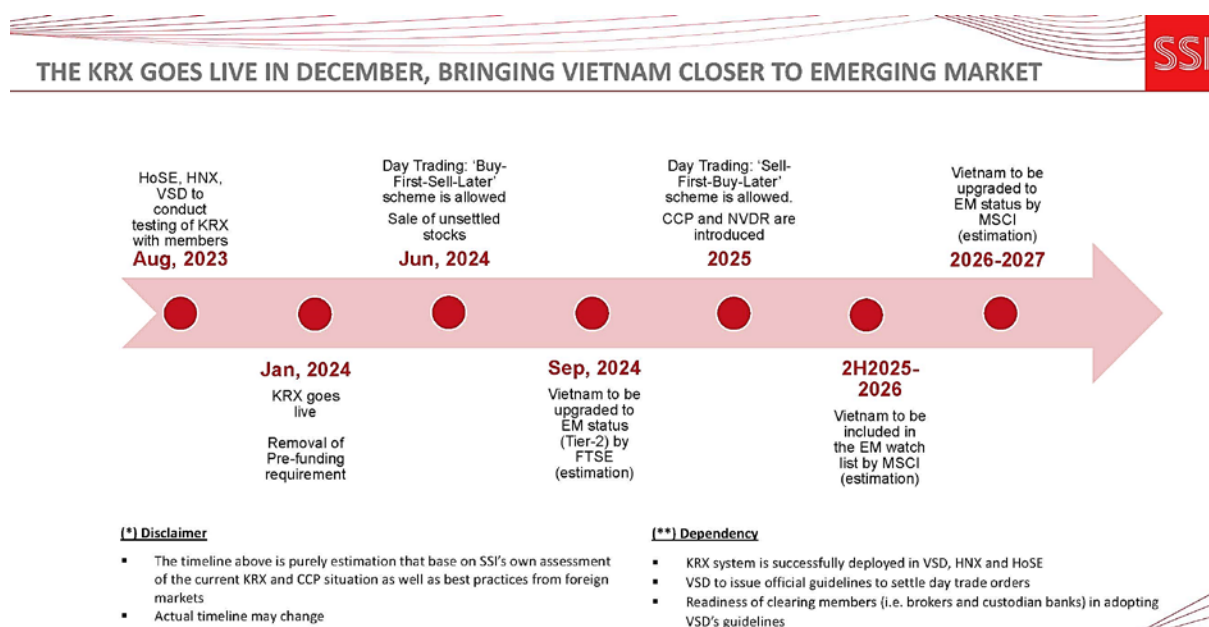 SSI
THE KRX GOES LIVE IN DECEMBER, BRINGING VIETNAM CLOSER TO EMERGING MARKET
HoSE, HNX,
VSD to
conduct
testing of KRX
with members
Aug, 2023
Day Trading: ‘Buy-
First-Sell-Later’
scheme is allowed
Sale of unsettled
stocks
Jun, 2024
Day Trading: ‘Sell-
First-Buy-Later’
scheme is allowed.
CCP and NVDR are
introduced
2025
Vietnam to be
upgraded to
EM status by
MSCI
(estimation)
2026-2027
Jan, 2024
KRX goes
live
Removal of
Pre-funding
requirement
Sep, 2024
Vietnam to be
upgraded to
EM status
(Tier-2) by
FTSE
(estimation)
2H2025-
2026
Vietnam to be
included in
the EM watch
list by MSCI
(estimation)
(*) Disclaimer
▪ The timeline above is purely estimation that base on SSI’s own assessment
of the current KRX and CCP situation as well as best practices from foreign
markets
▪ Actual timeline may change
(**) Dependency
▪ KRX system is successfully deployed in VSD, HNX and HoSE
▪ VSD to issue official guidelines to settle day trade orders
▪ Readiness of clearing members (i.e. brokers and custodian banks) in adopting
VSD’s guidelines